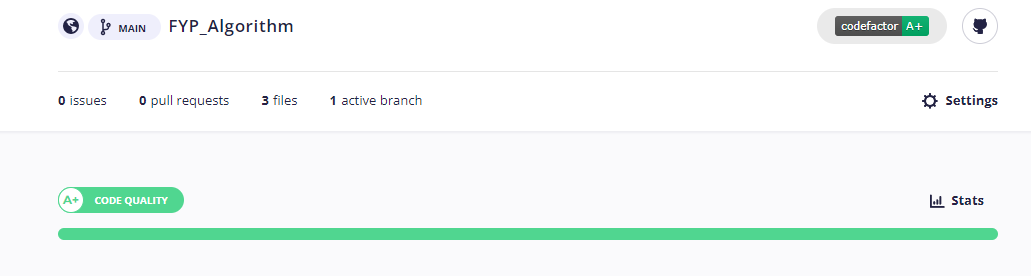 MAIN FYP_Algorithm codefactor A+
0 issues 0 pull requests 3 files 1 active branch Settings
A+ CODE QUALITY Stats